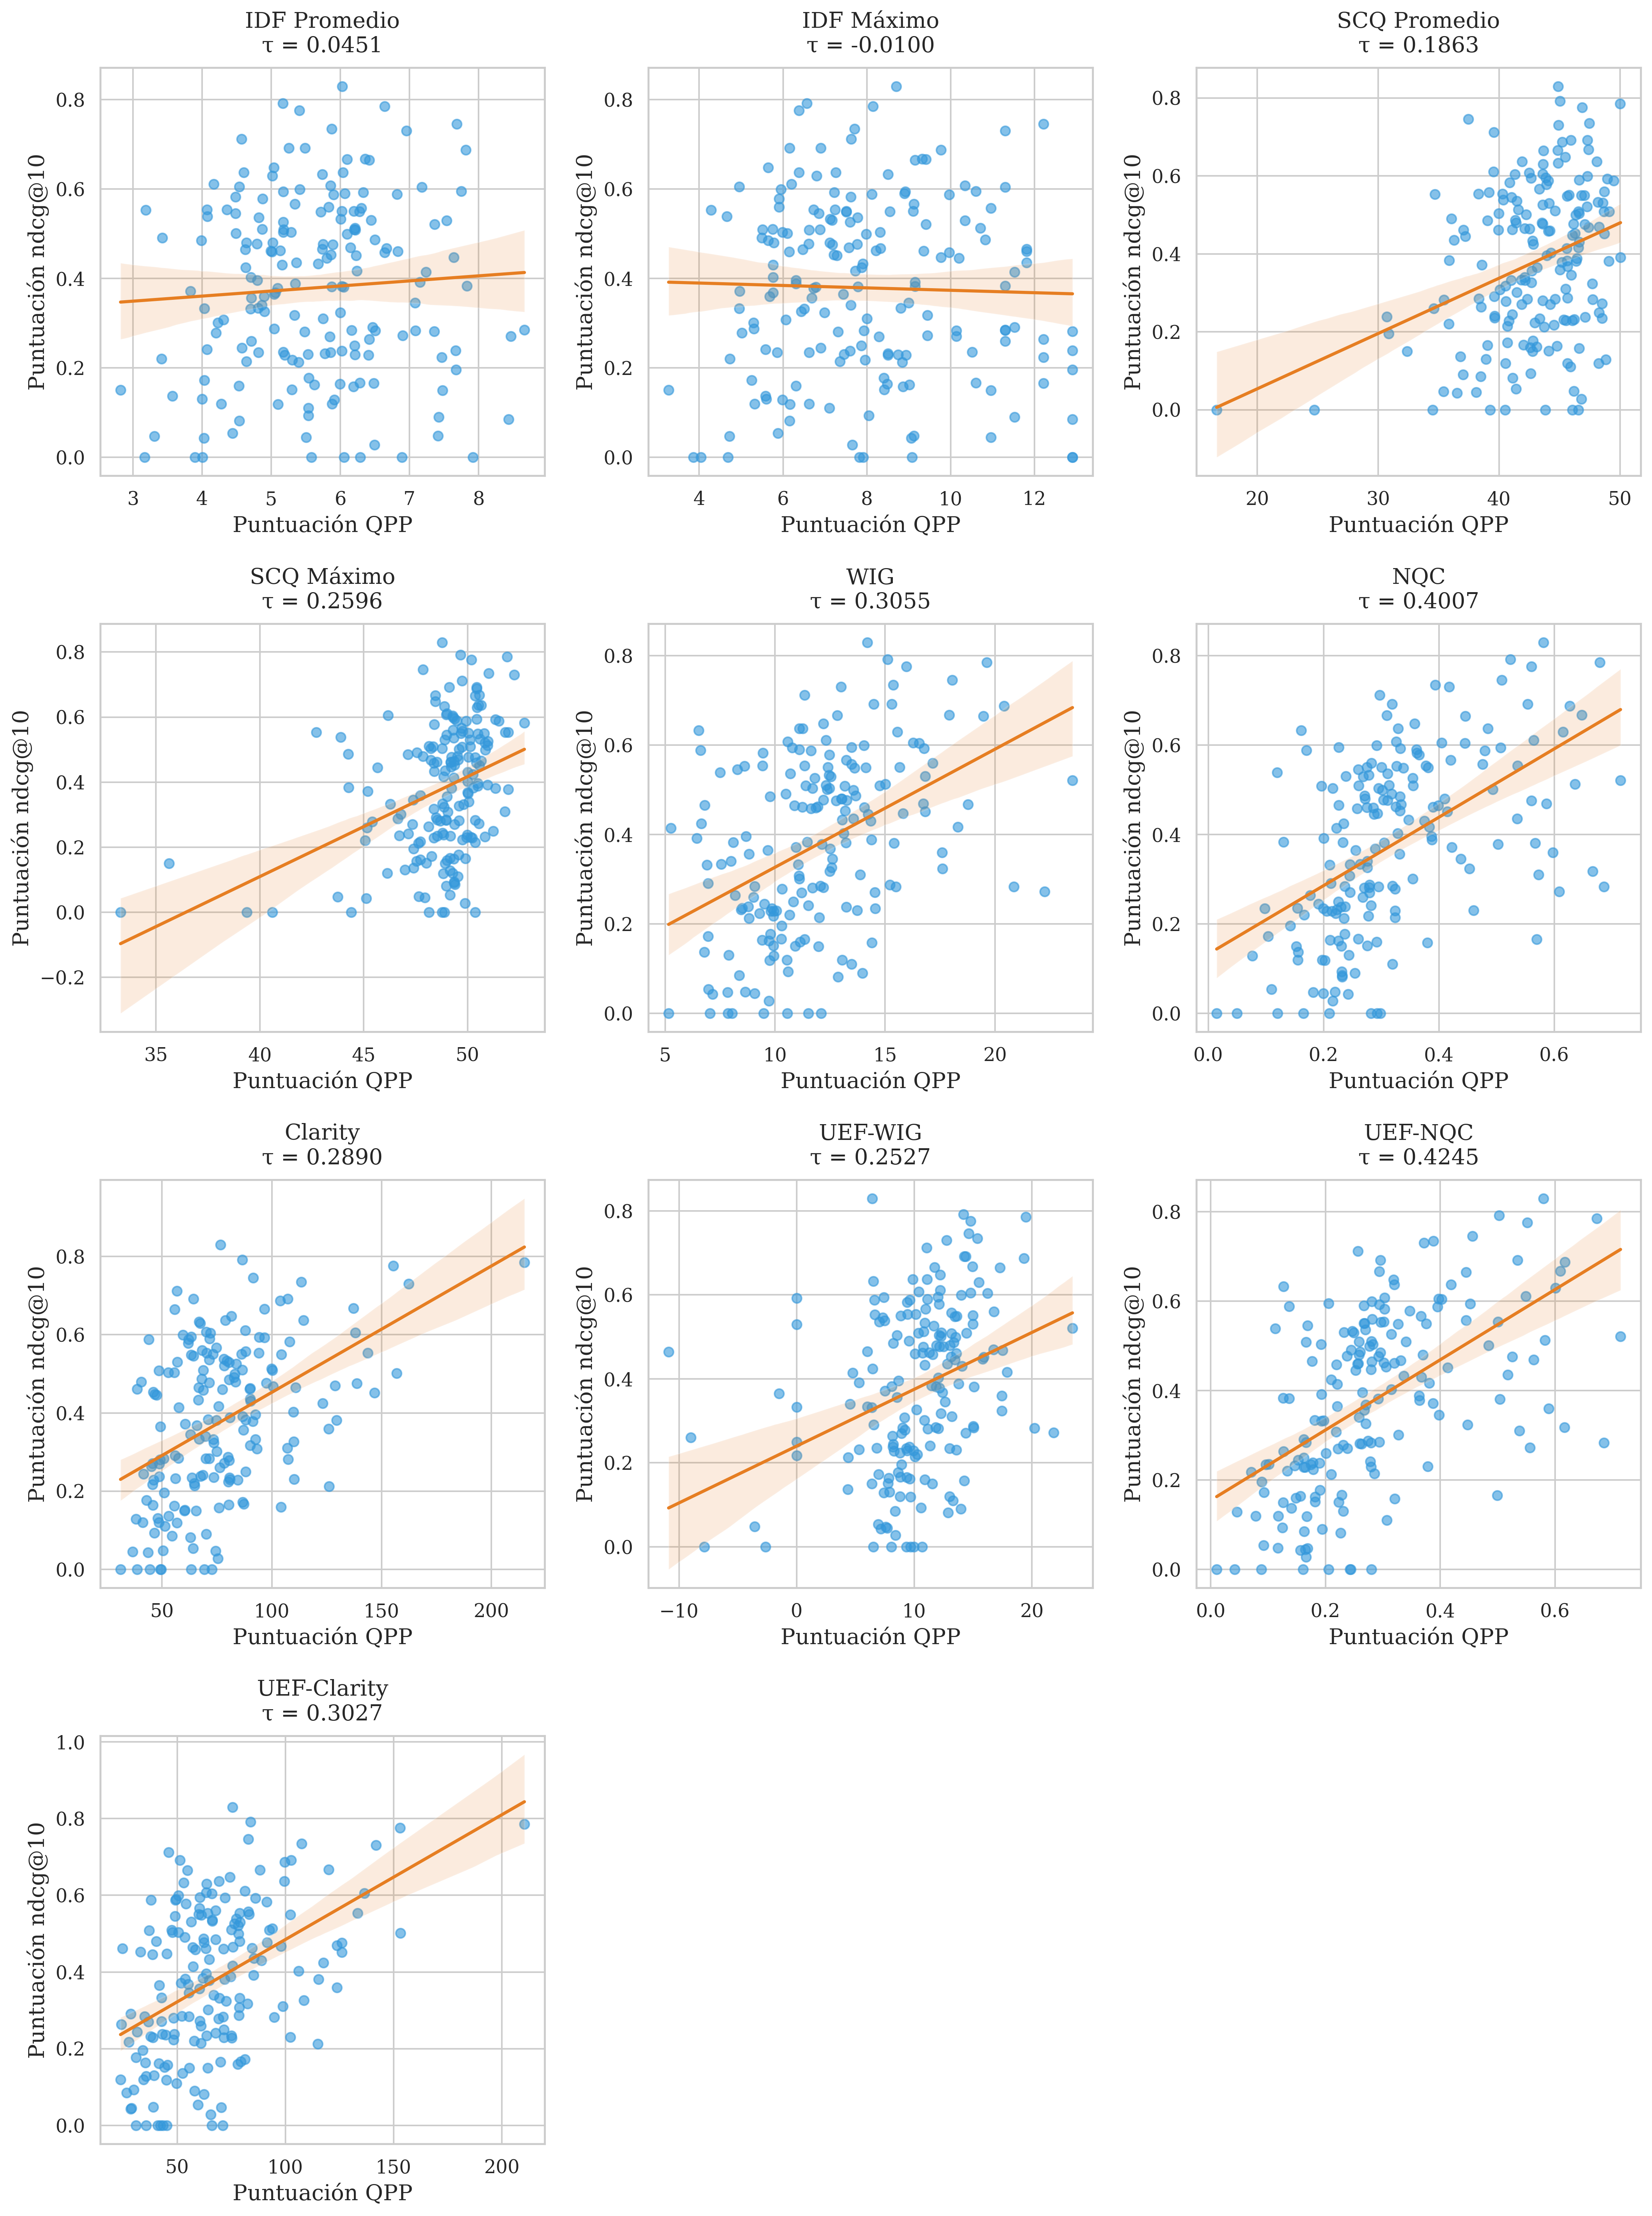 IDF Promedio
τ = 0.0451
Puntuación ndcg@10
0.8
0.6
0.4
0.2
0.0
3 4 5 6 7 8
Puntuación QPP
IDF Máximo
τ = -0.0100
Puntuación ndcg@10
0.8
0.6
0.4
0.2
0.0
4 6 8 10 12
Puntuación QPP
SCQ Promedio
τ = 0.1863
Puntuación ndcg@10
0.8
0.6
0.4
0.2
0.0
20 30 40 50
Puntuación QPP
SCQ Máximo
τ = 0.2596
Puntuación ndcg@10
0.8
0.6
0.4
0.2
0.0
−0.2
35 40 45 50
Puntuación QPP
WIG
τ = 0.3055
Puntuación ndcg@10
0.8
0.6
0.4
0.2
0.0
5 10 15 20
Puntuación QPP
NQC
τ = 0.4007
Puntuación ndcg@10
0.8
0.6
0.4
0.2
0.0
0.0 0.2 0.4 0.6
Puntuación QPP
Clarity
τ = 0.2890
Puntuación ndcg@10
0.8
0.6
0.4
0.2
0.0
50 100 150 200
Puntuación QPP
UEF-WIG
τ = 0.2527
Puntuación ndcg@10
0.8
0.6
0.4
0.2
0.0
−10 0 10 20
Puntuación QPP
UEF-NQC
τ = 0.4245
Puntuación ndcg@10
0.8
0.6
0.4
0.2
0.0
0.0 0.2 0.4 0.6
Puntuación QPP
UEF-Clarity
τ = 0.3027
Puntuación ndcg@10
1.0
0.8
0.6
0.4
0.2
0.0
50 100 150 200
Puntuación QPP